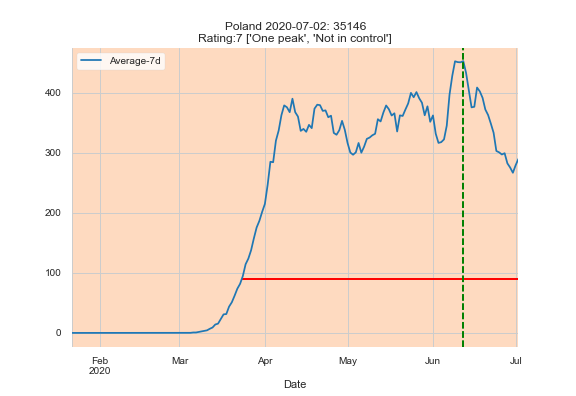 Poland 2020-07-02: 35146
Rating:7 ['One peak', 'Not in control']
Average-7d
400
300
200
100
0
Feb Mar Apr May Jun Jul
2020
Date